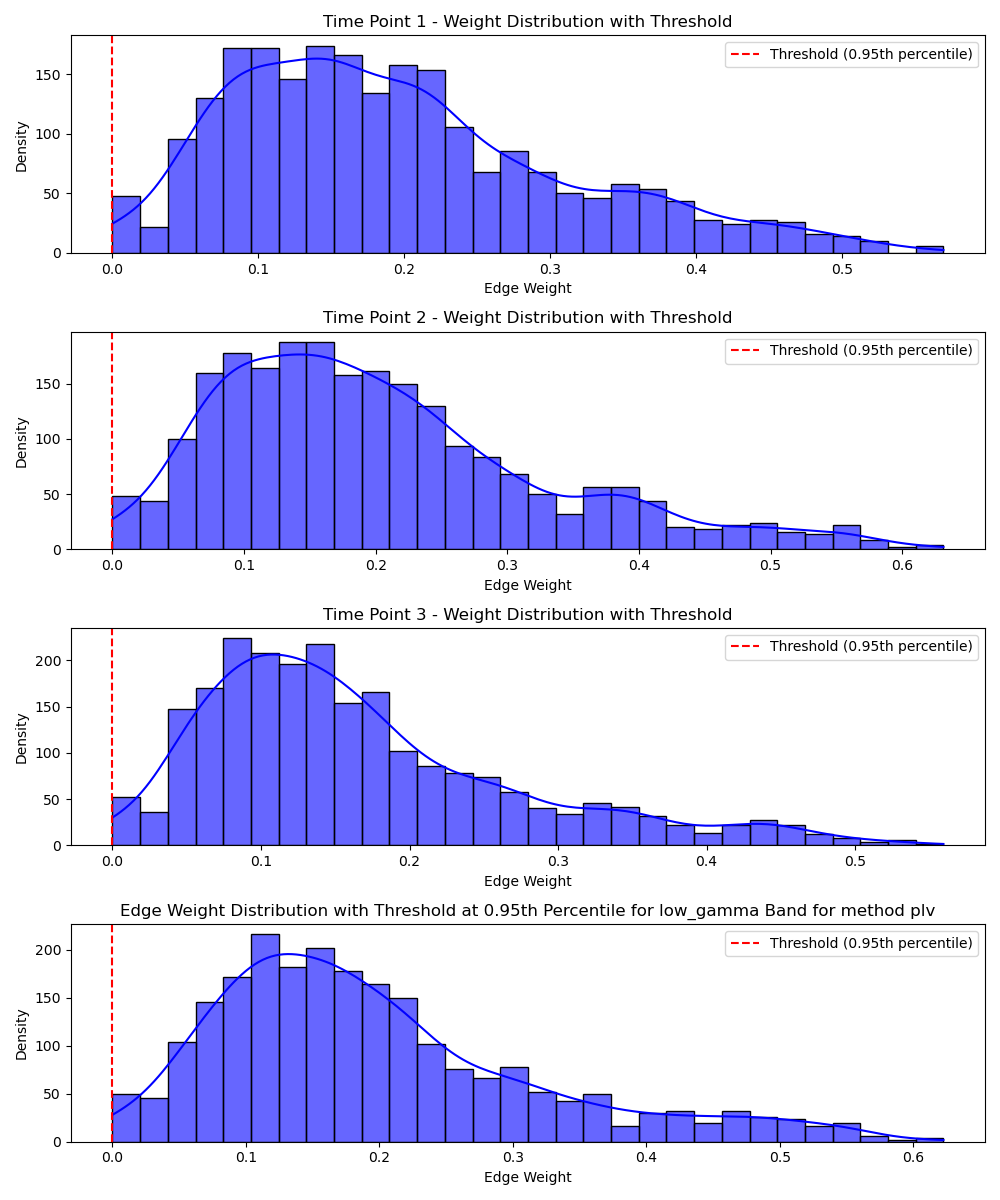 Time Point 1 - Weight Distribution with Threshold
Threshold (0.95th percentile)
Density
150
100
50
0
0.0 0.1 0.2 0.3 0.4 0.5
Edge Weight
Time Point 2 - Weight Distribution with Threshold
Threshold (0.95th percentile)
Density
150
100
50
0
0.0 0.1 0.2 0.3 0.4 0.5 0.6
Edge Weight
Time Point 3 - Weight Distribution with Threshold
Threshold (0.95th percentile)
Density
200
150
100
50
0
0.0 0.1 0.2 0.3 0.4 0.5
Edge Weight
Edge Weight Distribution with Threshold at 0.95th Percentile for low_gamma Band for method plv
Threshold (0.95th percentile)
Density
200
150
100
50
0
0.0 0.1 0.2 0.3 0.4 0.5 0.6
Edge Weight